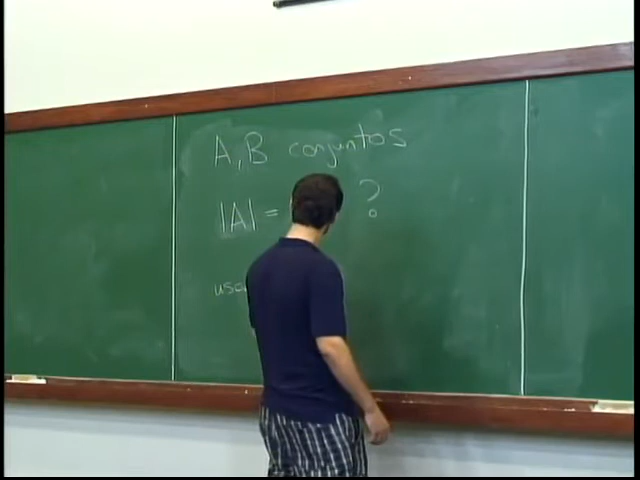 A, B conjuntos
|A| = ?